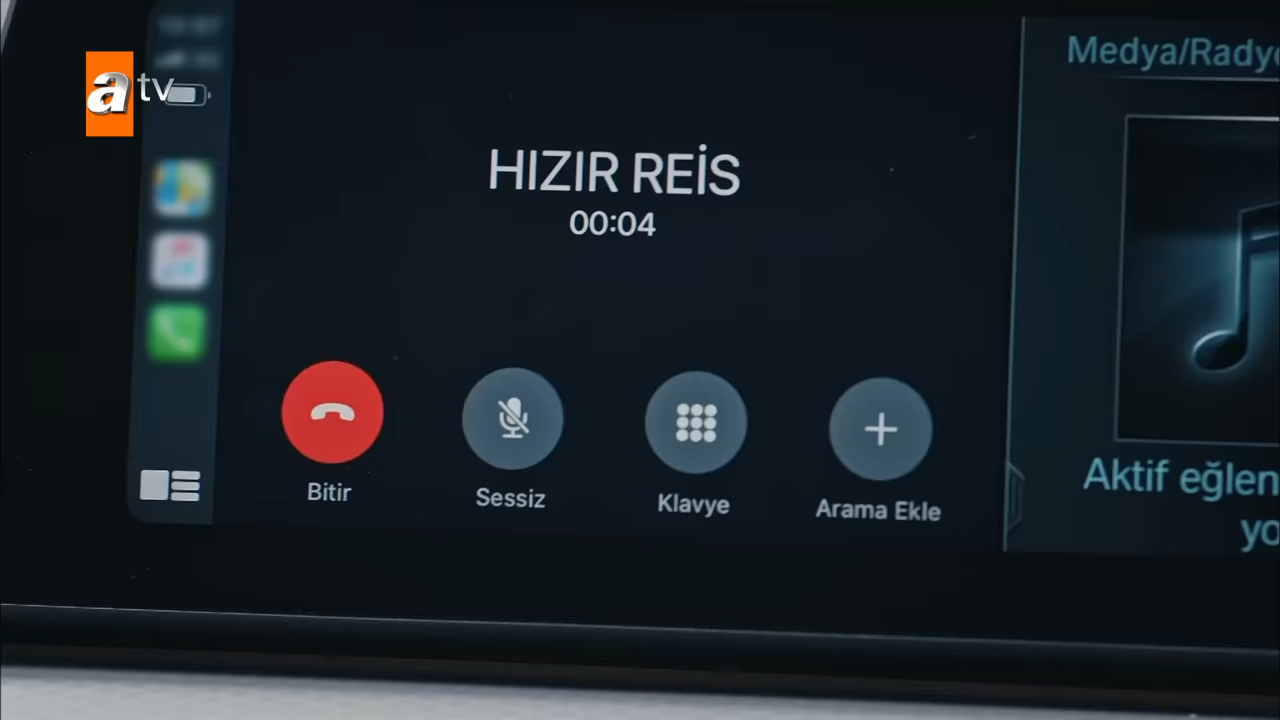 atv
HIZIR REİS
00:04
Bitir
Sessiz
Klavye
Arama Ekle
Medya/Radyo
Aktif eğlen
yo